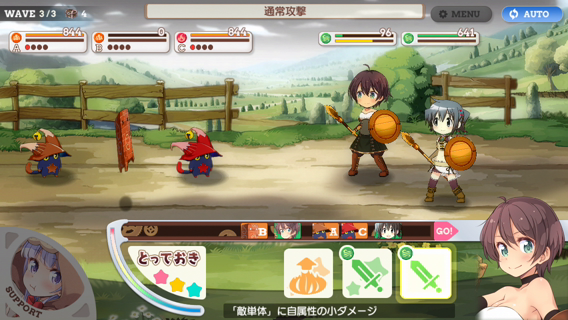 WAVE 3/3 4
通常攻撃
MENU
AUTO
844
A
0
B
844
C
96
641
B A C GO!
とっておき
SUPPORT
「敵単体」に自属性の小ダメージ